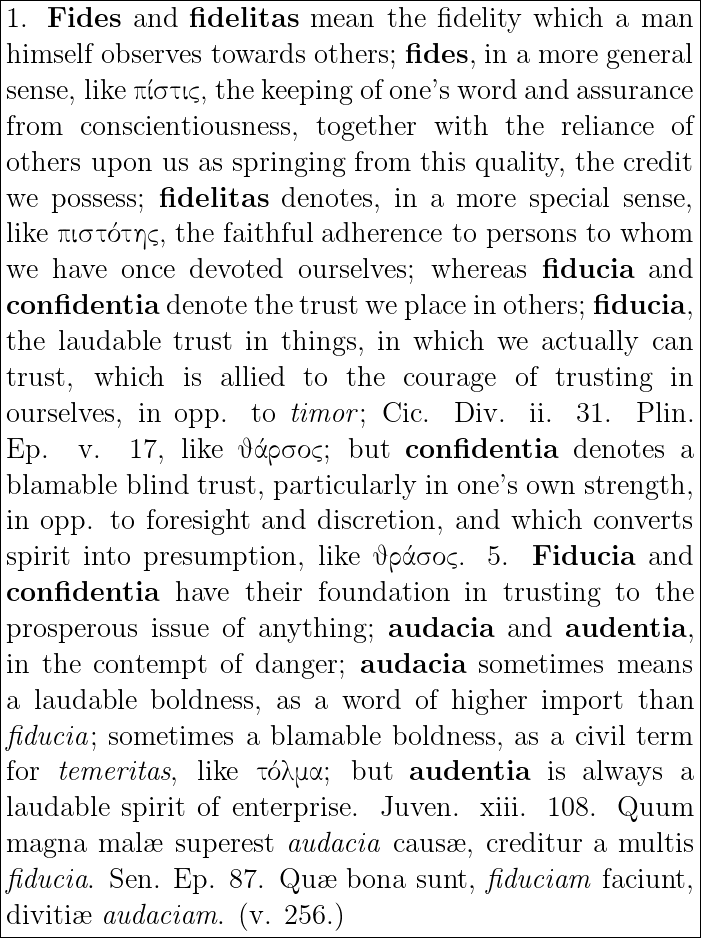 1. Fides and fidelitas mean the fidelity which a man
himself observes towards others; fides, in a more general
sense, like πίστις, the keeping of one's word and assurance
from conscientiousness, together with the reliance of
others upon us as springing from this quality, the credit
we possess; fidelitas denotes, in a more special sense,
like πιστότης, the faithful adherence to persons to whom
we have once devoted ourselves; whereas fiducia and
confidentia denote the trust we place in others; fiducia,
the laudable trust in things, in which we actually can
trust, which is allied to the courage of trusting in
ourselves, in opp. to timor; Cic. Div. ii. 31. Plin.
Ep. v. 17, like ϑάρσος; but confidentia denotes a
blamable blind trust, particularly in one's own strength,
in opp. to foresight and discretion, and which converts
spirit into presumption, like ϑράσος. 5. Fiducia and
confidentia have their foundation in trusting to the
prosperous issue of anything; audacia and audentia,
in the contempt of danger; audacia sometimes means
a laudable boldness, as a word of higher import than
fiducia; sometimes a blamable boldness, as a civil term
for temeritas, like τόλμα; but audentia is always a
laudable spirit of enterprise. Juven. xiii. 108. Quum
magna malæ superest audacia causæ, creditur a multis
fiducia. Sen. Ep. 87. Quæ bona sunt, fiduciam faciunt,
divitiæ audaciam. (v. 256.)